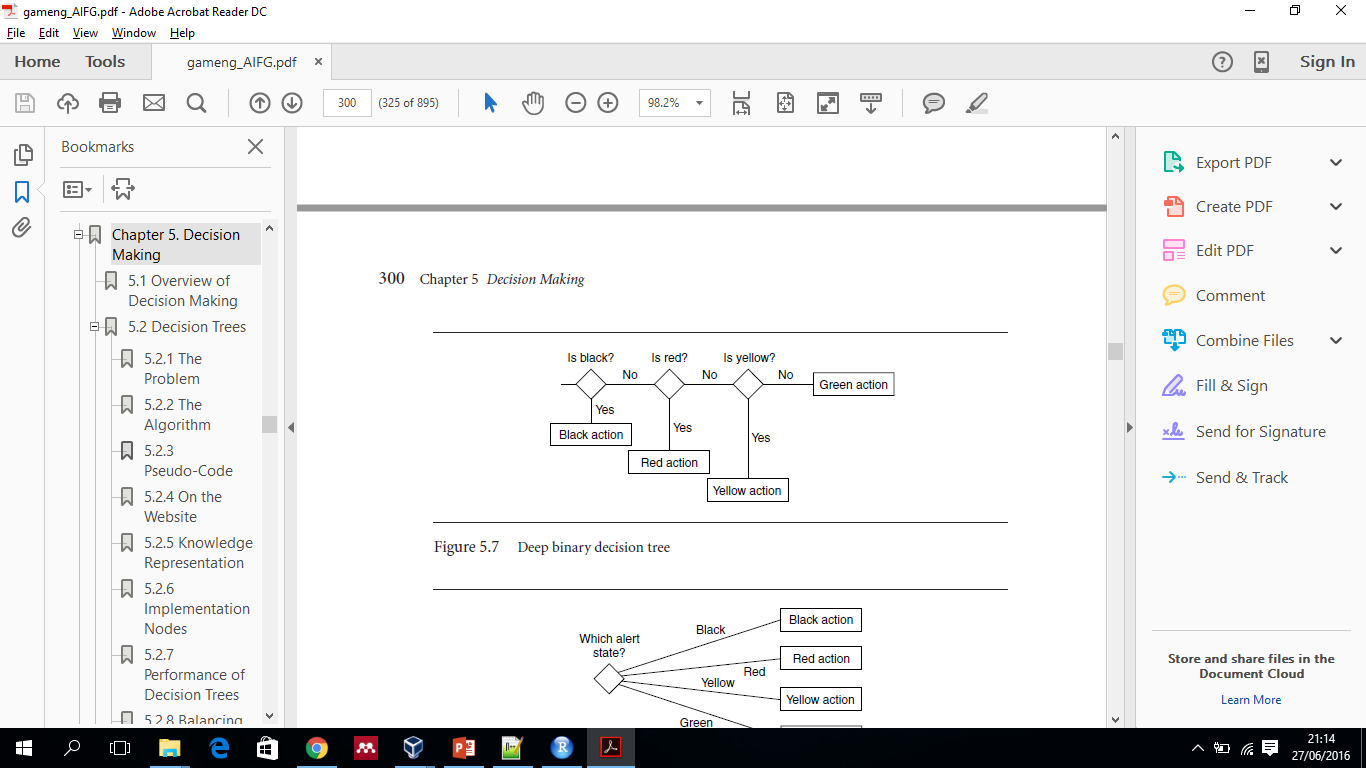 gameng_AIFG.pdf - Adobe Acrobat Reader DC
File Edit View Window Help
Home Tools gameng_AIFG.pdf × Sign In
300 (325 of 895) 98.2%
Bookmarks
Chapter 5. Decision
Making
5.1 Overview of
Decision Making
5.2 Decision Trees
5.2.1 The
Problem
5.2.2 The
Algorithm
5.2.3
Pseudo-Code
5.2.4 On the
Website
5.2.5 Knowledge
Representation
5.2.6
Implementation
Nodes
5.2.7
Performance of
Decision Trees
5.2.8 Balancing
300 Chapter 5 Decision Making
Is black? Is red? Is yellow?
No No No
Green action
Yes
Black action
Yes
Red action
Yes
Yellow action
Figure 5.7 Deep binary decision tree
Which alert
state?
Black
Black action
Red
Red action
Yellow
Yellow action
Green
Export PDF
Create PDF
Edit PDF
Comment
Combine Files
Fill & Sign
Send for Signature
Send & Track
Store and share files in the
Document Cloud
Learn More
21:14
27/06/2016